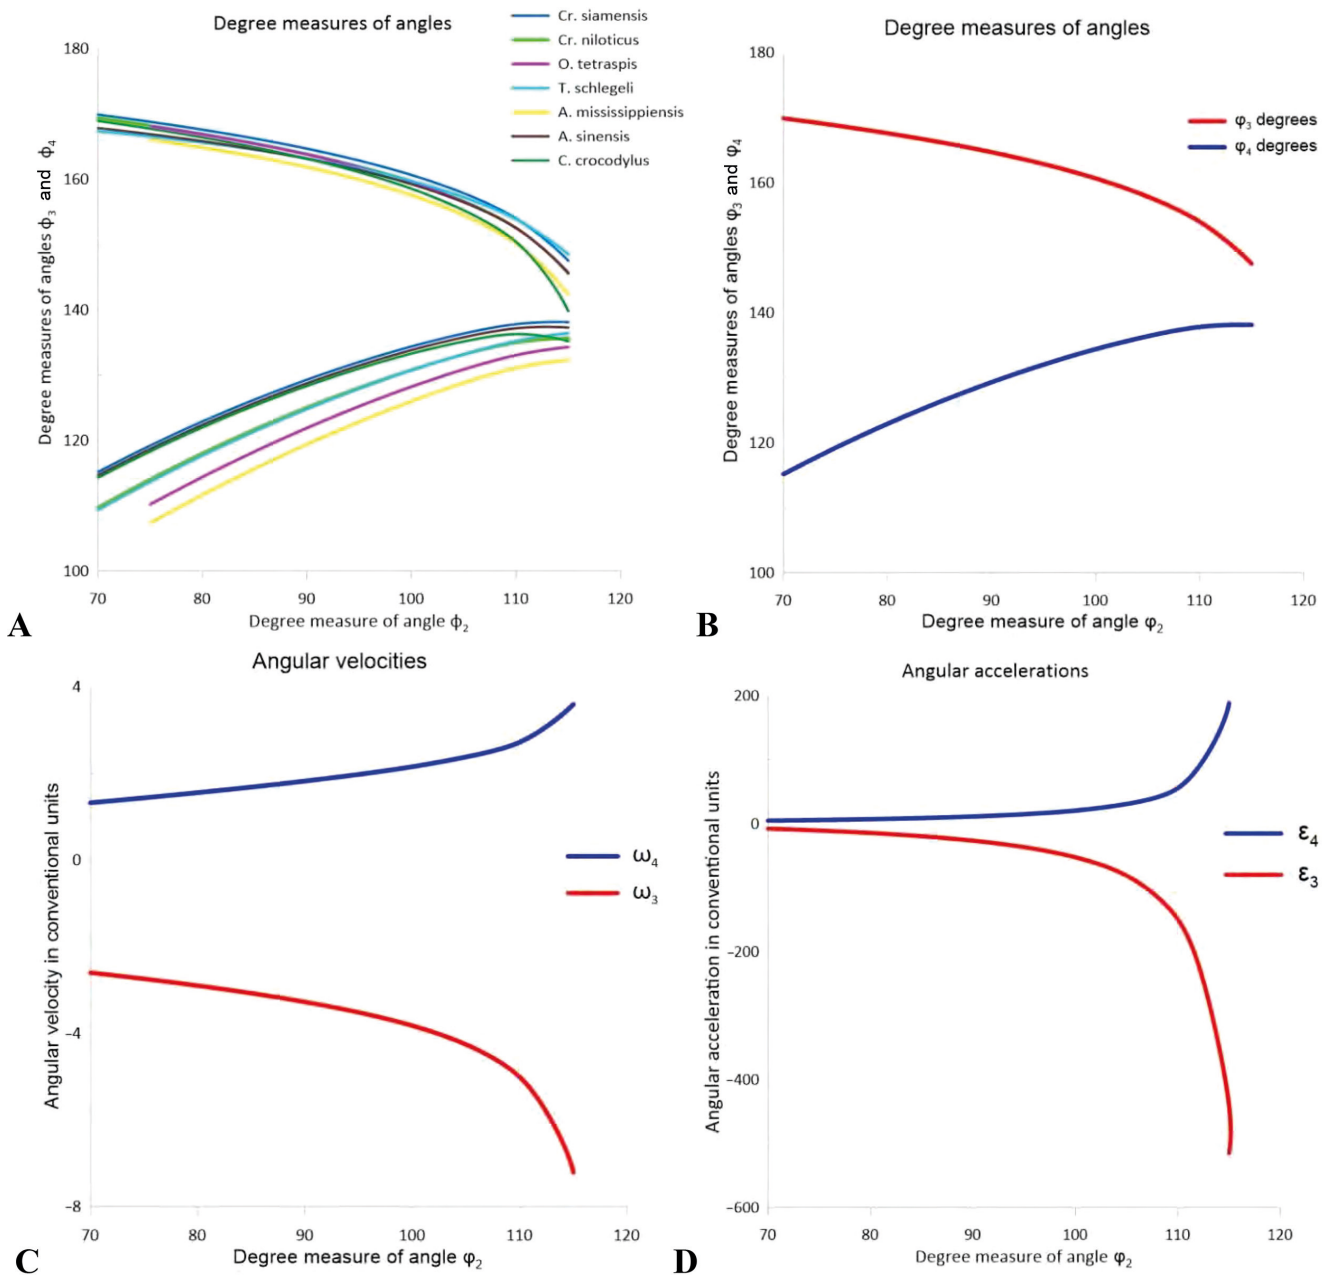 Degree measures of angles
Cr. siamensis
Cr. niloticus
O. tetraspis
T. schlegeli
A. mississippiensis
A. sinensis
C. crocodylus
Degree measures of angles ϕ₃ and ϕ₄
180
160
140
120
100
70 80 90 100 110 120
Degree measure of angle ϕ₂
A
Degree measures of angles
φ₃ degrees
φ₄ degrees
Degree measures of angles φ₃ and φ₄
180
160
140
120
100
70 80 90 100 110 120
Degree measure of angle φ₂
B
Angular velocities
Angular velocity in conventional units
4
0
−4
−8
ω₄
ω₃
70 80 90 100 110 120
Degree measure of angle φ₂
C
Angular accelerations
Angular acceleration in conventional units
200
0
−200
−400
−600
ε₄
ε₃
70 80 90 100 110 120
Degree measure of angle φ₂
D